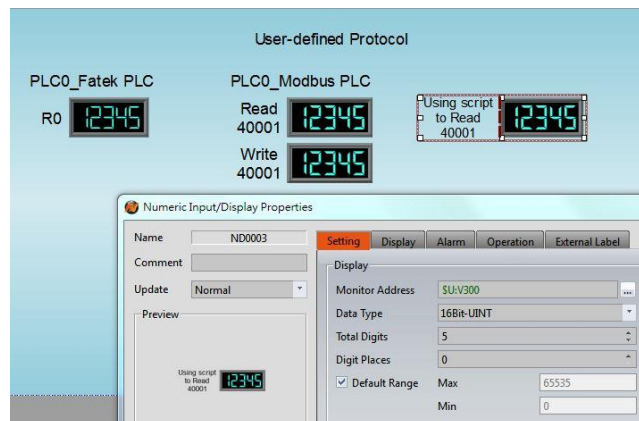 User-defined Protocol
PLC0_Fatek PLC
PLC0_Modbus PLC
R0
12345
Read
40001
12345
Using script
to Read
40001
12345
Write
40001
12345
Numeric Input/Display Properties
Name
ND0003
Comment
Update
Normal
Preview
Using script
to Read
40001
12345
Setting
Display
Alarm
Operation
External Label
Display
Monitor Address
$U:V300
...
Data Type
16Bit-UINT
Total Digits
5
Digit Places
0
Default Range
Max
65535
Min
0